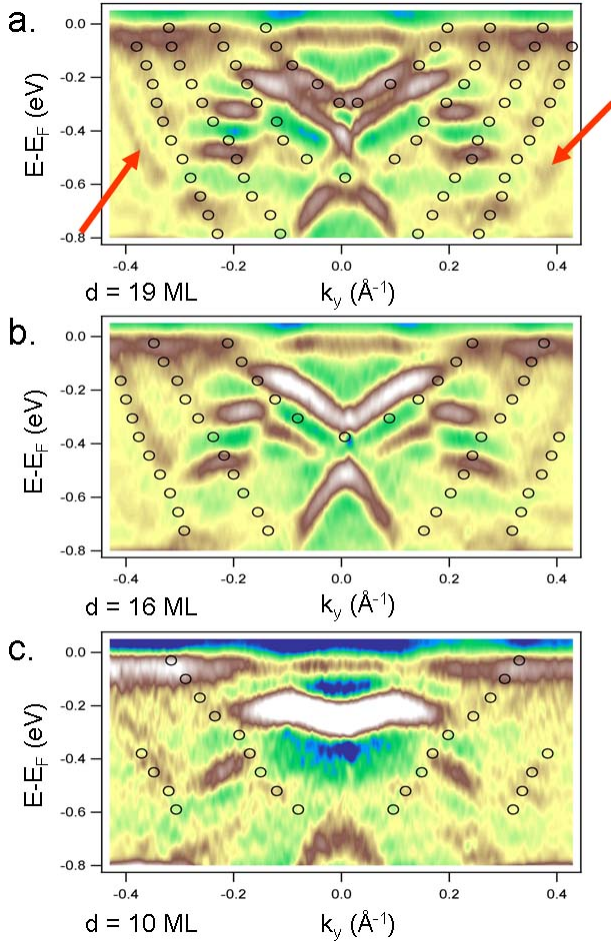 a.
0.0
-0.2
-0.4
-0.6
-0.8
E-E_F (eV)
-0.4 -0.2 0.0 0.2 0.4
d = 19 ML k_y (Å⁻¹)
b.
0.0
-0.2
-0.4
-0.6
-0.8
E-E_F (eV)
-0.4 -0.2 0.0 0.2 0.4
d = 16 ML k_y (Å⁻¹)
c.
0.0
-0.2
-0.4
-0.6
-0.8
E-E_F (eV)
-0.4 -0.2 0.0 0.2 0.4
d = 10 ML k_y (Å⁻¹)